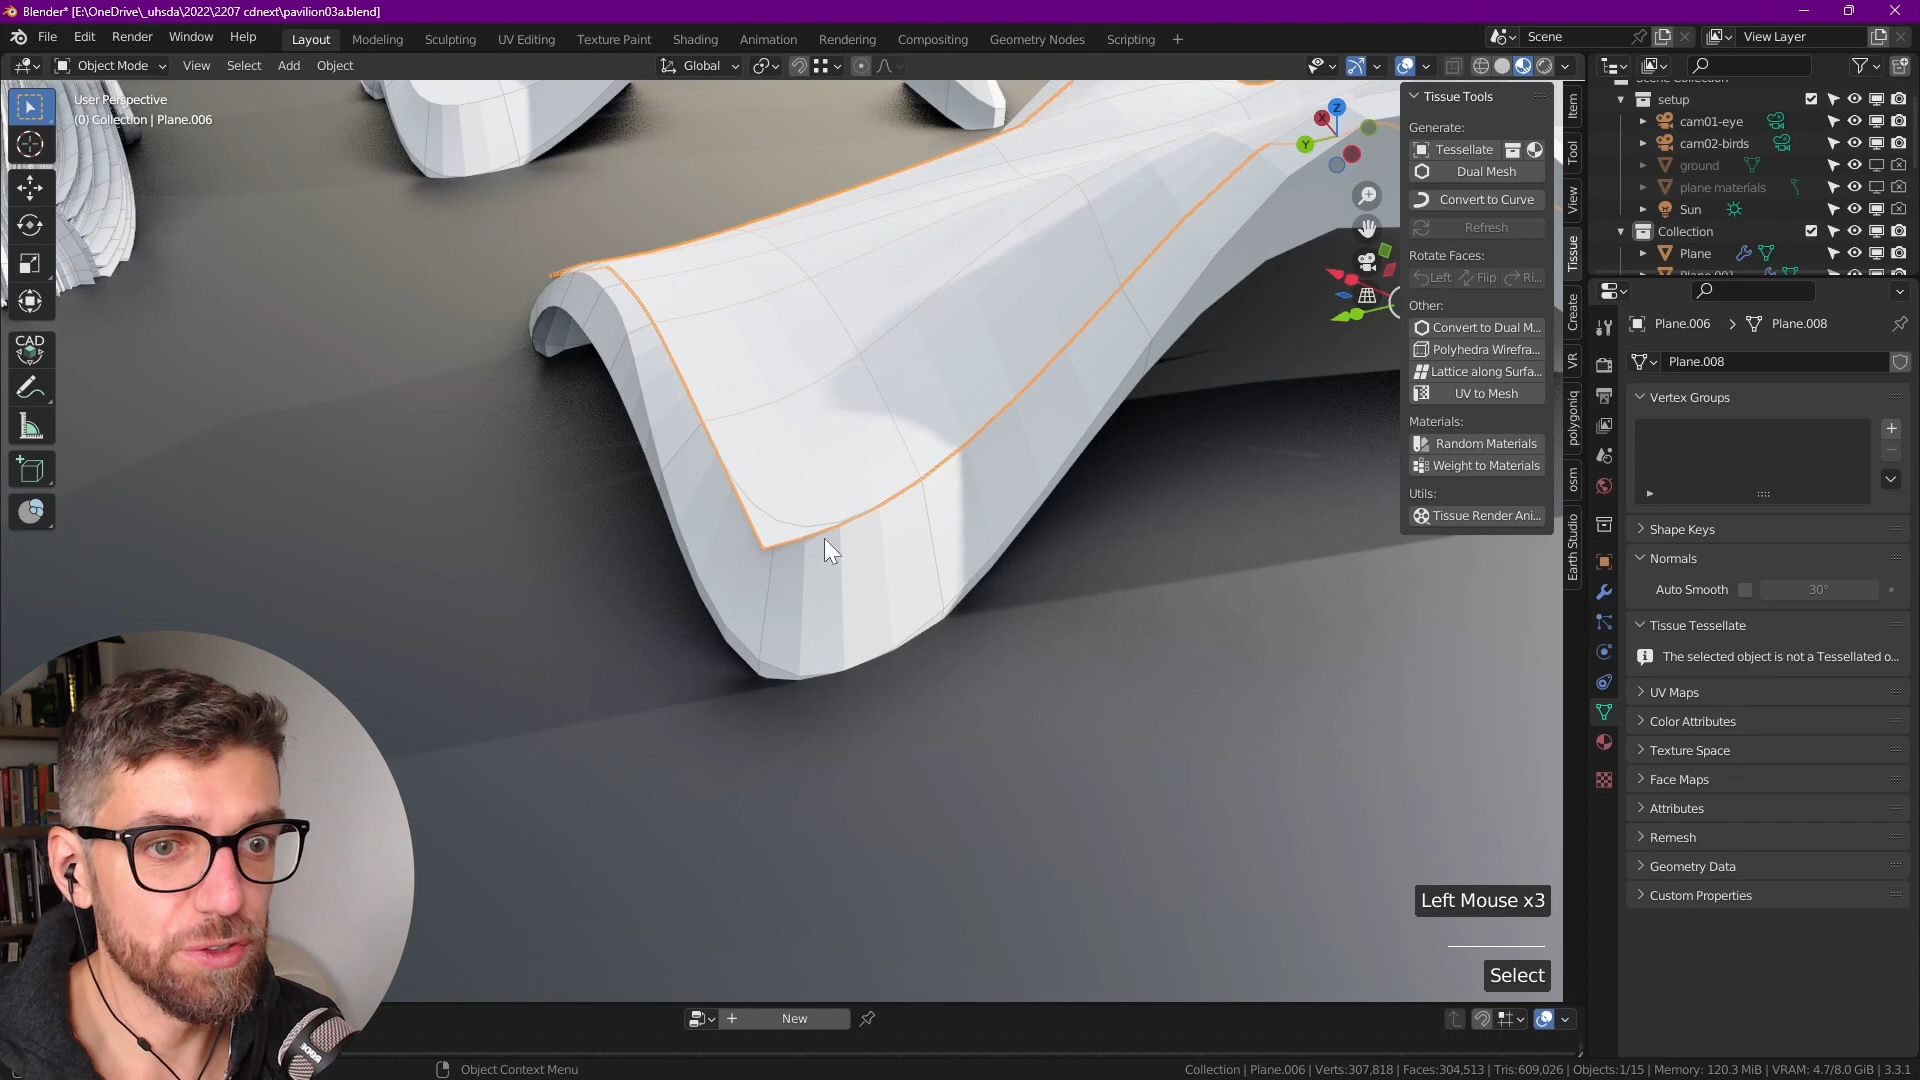 Blender* [E:\OneDrive\_uhsda\2022\2207 cdnext\pavilion03a.blend]
File Edit Render Window Help Layout Modeling Sculpting UV Editing Texture Paint Shading Animation Rendering Compositing Geometry Nodes Scripting + Scene View Layer
Object Mode View Select Add Object Global
User Perspective
(0) Collection | Plane.006
CAD
X
Y
Z
Tissue Tools
Generate:
Tessellate
Dual Mesh
Convert to Curve
Refresh
Rotate Faces:
Left Flip Ri...
Other:
Convert to Dual M...
Polyhedra Wirefra...
Lattice along Surfa...
UV to Mesh
Materials:
Random Materials
Weight to Materials
Utils:
Tissue Render Ani...
Item
Tool
View
Tissue
Create
VR
polygoniq
osm
Earth Studio
setup
cam01-eye
cam02-birds
ground
plane materials
Sun
Collection
Plane
Plane.006 > Plane.008
Plane.008
Vertex Groups
Shape Keys
Normals
Auto Smooth 30°
Tissue Tessellate
The selected object is not a Tessellated o...
UV Maps
Color Attributes
Texture Space
Face Maps
Attributes
Remesh
Geometry Data
Custom Properties
Left Mouse x3
Select
RODE
New
Object Context Menu
Collection | Plane.006 | Verts:307,818 | Faces:304,513 | Tris:609,026 | Objects:1/15 | Memory: 120.3 MiB | VRAM: 4.7/8.0 GiB | 3.3.1